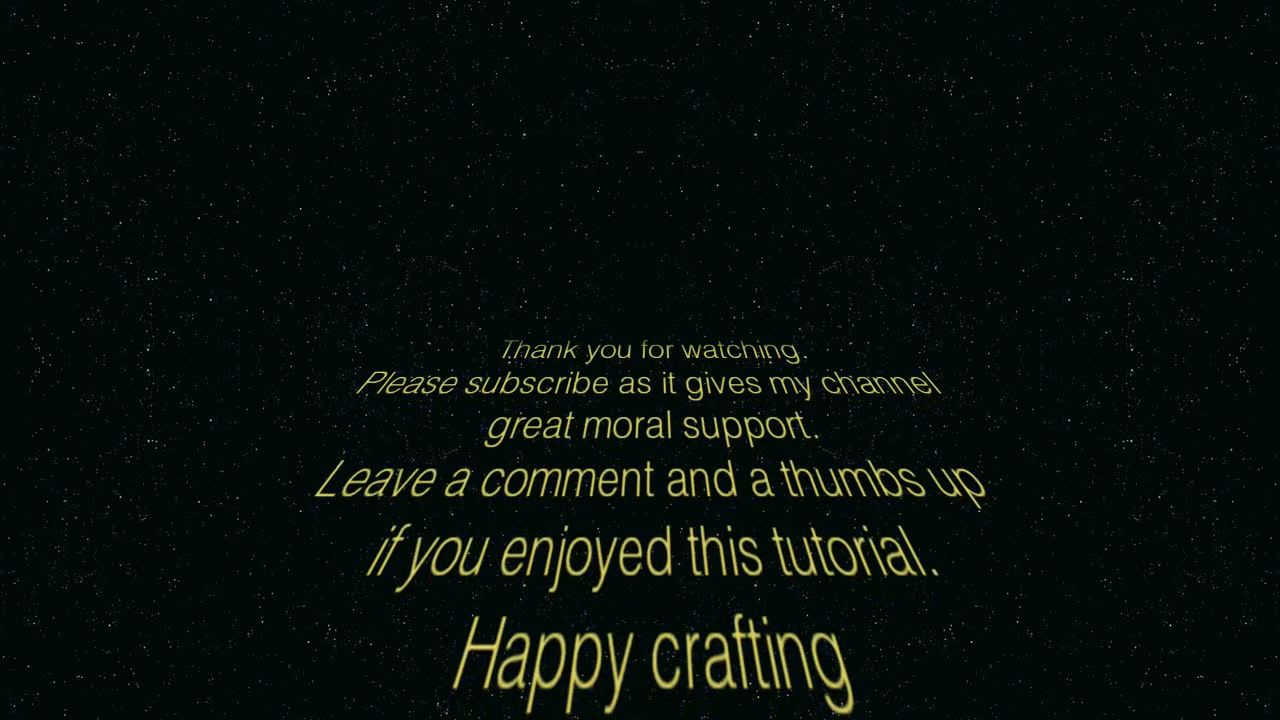 Thank you for watching.
Please subscribe as it gives my channel
great moral support.
Leave a comment and a thumbs up
if you enjoyed this tutorial.
Happy crafting